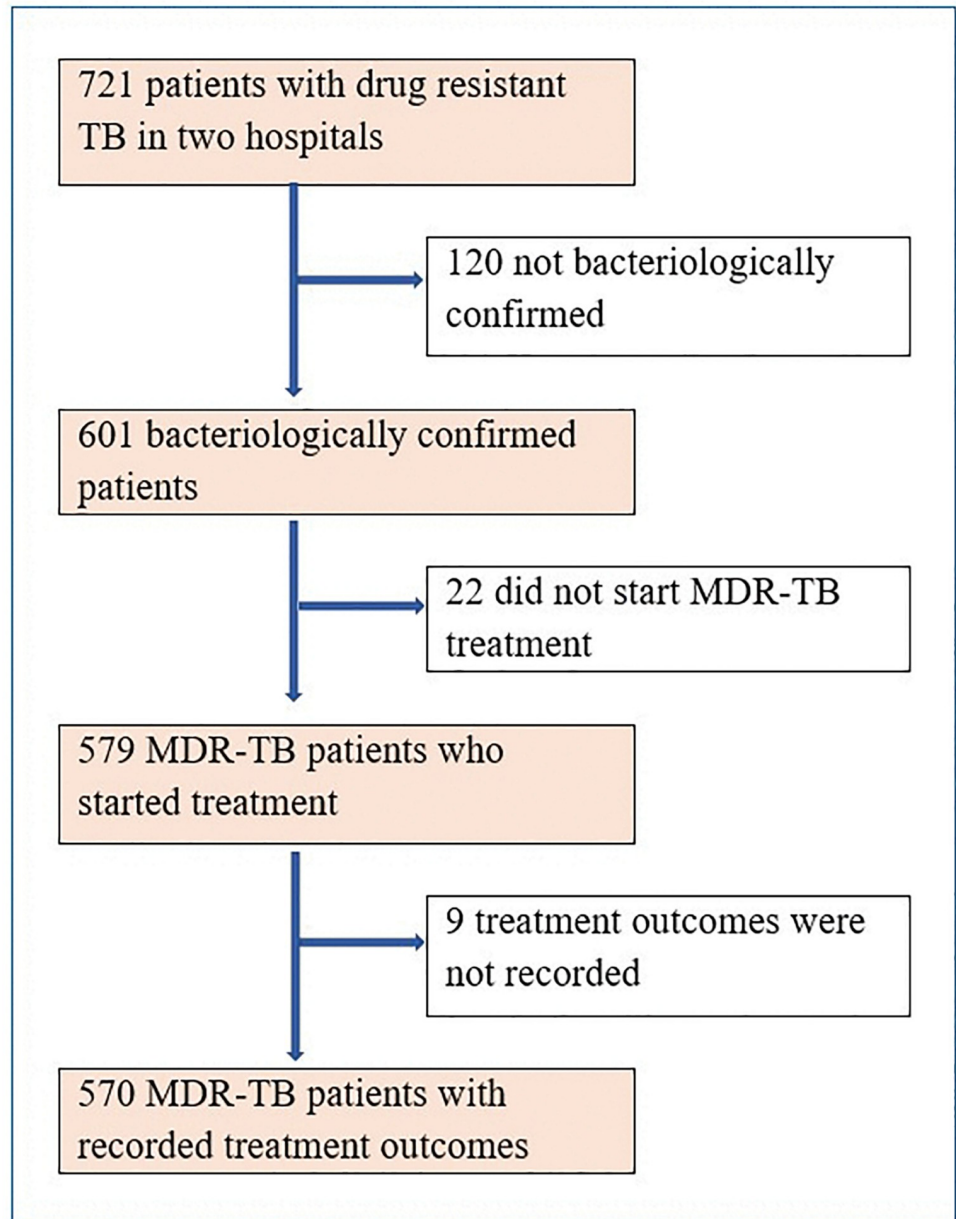 721 patients with drug resistant
TB in two hospitals
120 not bacteriologically
confirmed
601 bacteriologically confirmed
patients
22 did not start MDR-TB
treatment
579 MDR-TB patients who
started treatment
9 treatment outcomes were
not recorded
570 MDR-TB patients with
recorded treatment outcomes